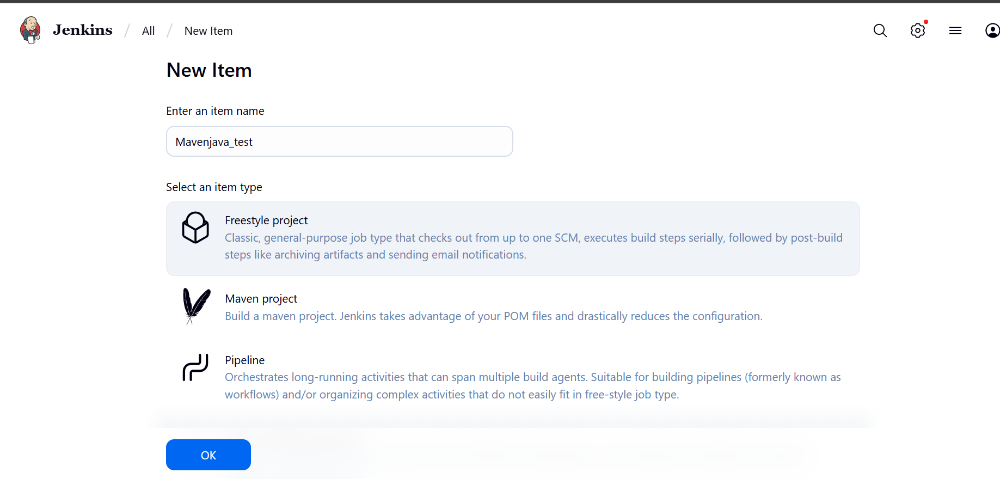 Jenkins / All / New Item
New Item
Enter an item name
Mavenjava_test
Select an item type
Freestyle project
Classic, general-purpose job type that checks out from up to one SCM, executes build steps serially, followed by post-build
steps like archiving artifacts and sending email notifications.
Maven project
Build a maven project. Jenkins takes advantage of your POM files and drastically reduces the configuration.
Pipeline
Orchestrates long-running activities that can span multiple build agents. Suitable for building pipelines (formerly known as
workflows) and/or organizing complex activities that do not easily fit in free-style job type.
OK